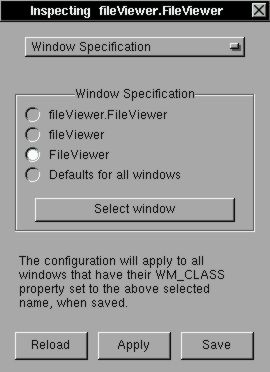 Inspecting fileViewer.FileViewer
Window Specification
Window Specification
fileViewer.FileViewer
fileViewer
FileViewer
Defaults for all windows
Select window
The configuration will apply to all
windows that have their WM_CLASS
property set to the above selected
name, when saved.
Reload Apply Save